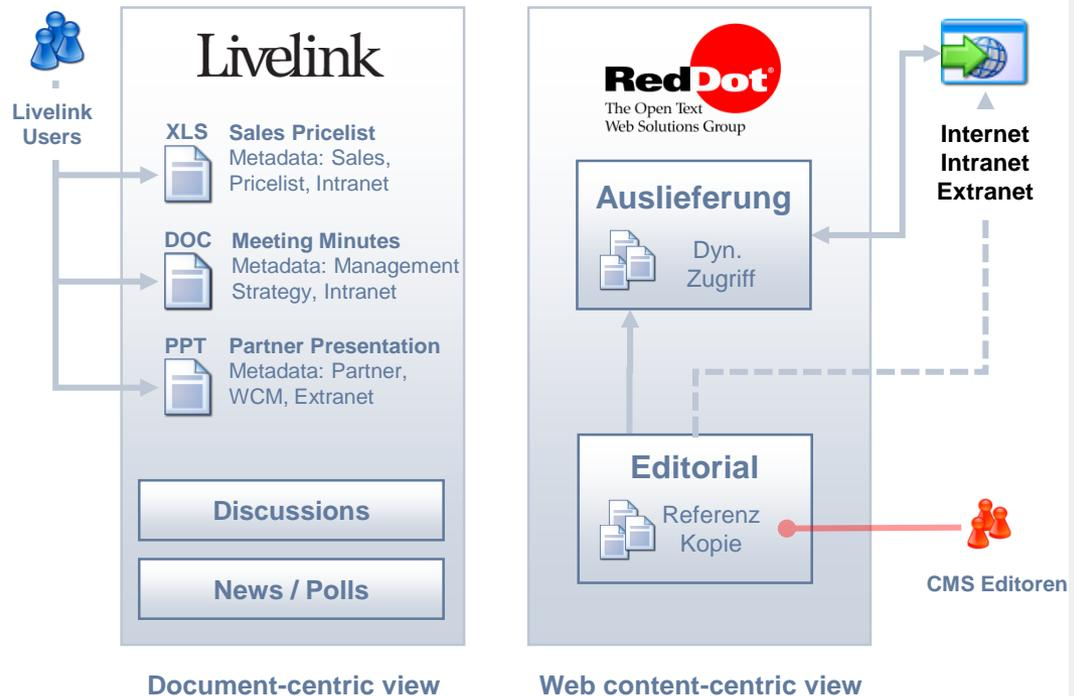 Livelink
Users
Livelink
XLS
Sales Pricelist
Metadata: Sales,
Pricelist, Intranet
DOC
Meeting Minutes
Metadata: Management
Strategy, Intranet
PPT
Partner Presentation
Metadata: Partner,
WCM, Extranet
Discussions
News / Polls
Document-centric view
RedDot®
The Open Text
Web Solutions Group
Auslieferung
Dyn.
Zugriff
Editorial
Referenz
Kopie
Web content-centric view
Internet
Intranet
Extranet
CMS Editoren